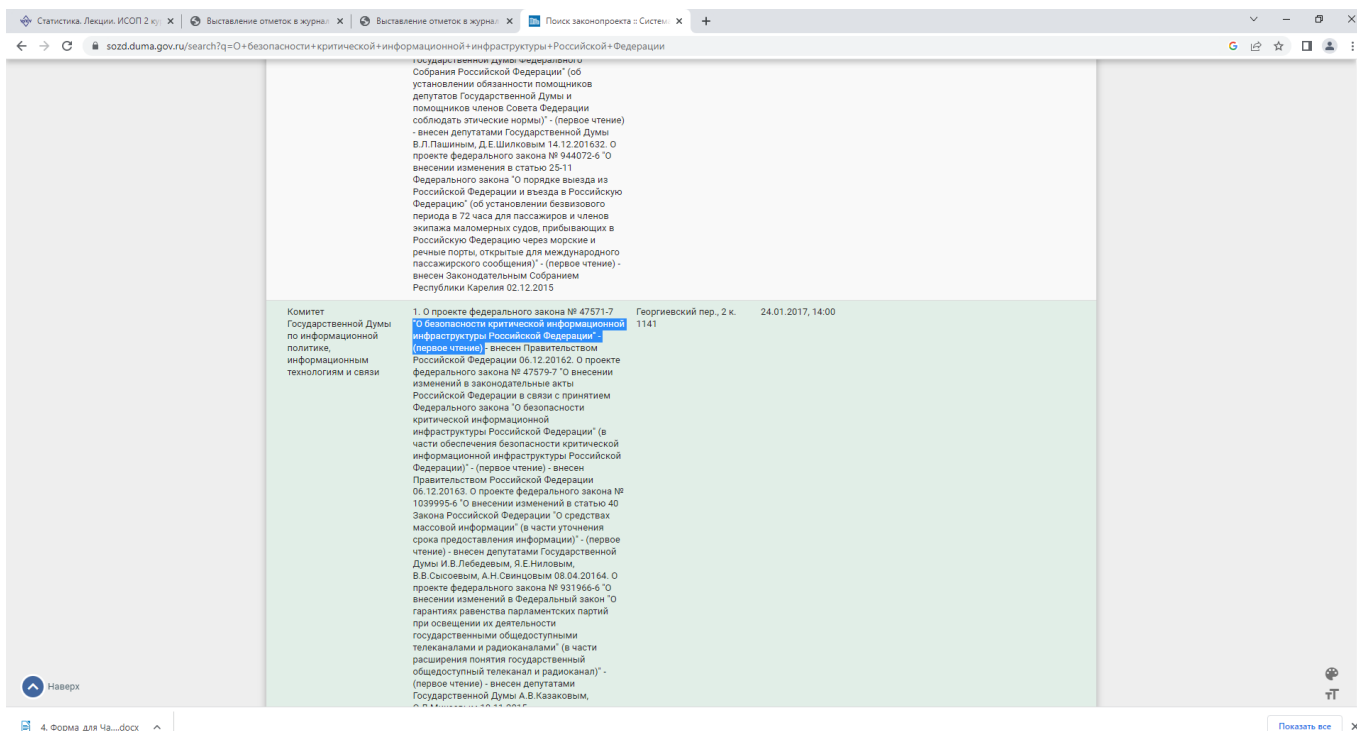 Статистика. Лекции. ИСОП 2 ку
Выставление отметок в журнал
Выставление отметок в журнал
Поиск законопроекта :: Систем
sozd.duma.gov.ru/search?q=О+безопасности+критической+информационной+инфраструктуры+Российской+Федерации
Государственной Думы Федерального
Собрания Российской Федерации" (об
установлении обязанности помощников
депутатов Государственной Думы и
помощников членов Совета Федерации
соблюдать этические нормы)" - (первое чтение)
- внесен депутатами Государственной Думы
В.Л.Пашиным, Д.Е.Шилковым 14.12.201632. О
проекте федерального закона № 944072-6 "О
внесении изменения в статью 25-11
Федерального закона "О порядке выезда из
Российской Федерации и въезда в Российскую
Федерацию" (об установлении безвизового
периода в 72 часа для пассажиров и членов
экипажа маломерных судов, прибывающих в
Российскую Федерацию через морские и
речные порты, открытые для международного
пассажирского сообщения)" - (первое чтение) -
внесен Законодательным Собранием
Республики Карелия 02.12.2015
Комитет
Государственной Думы
по информационной
политике,
информационным
технологиям и связи
1. О проекте федерального закона № 47571-7
"О безопасности критической информационной
инфраструктуры Российской Федерации" -
(первое чтение) - внесен Правительством
Российской Федерации 06.12.20162. О проекте
федерального закона № 47579-7 "О внесении
изменений в законодательные акты
Российской Федерации в связи с принятием
Федерального закона "О безопасности
критической информационной
инфраструктуры Российской Федерации" (в
части обеспечения безопасности критической
информационной инфраструктуры Российской
Федерации)" - (первое чтение) - внесен
Правительством Российской Федерации
06.12.20163. О проекте федерального закона №
1039995-6 "О внесении изменений в статью 40
Закона Российской Федерации "О средствах
массовой информации" (в части уточнения
срока предоставления информации)" - (первое
чтение) - внесен депутатами Государственной
Думы И.В.Лебедевым, Я.Е.Ниловым,
В.В.Сысоевым, А.Н.Свинцовым 08.04.20164. О
проекте федерального закона № 931966-6 "О
внесении изменений в Федеральный закон "О
гарантиях равенства парламентских партий
при освещении их деятельности
государственными общедоступными
телеканалами и радиоканалами" (в части
расширения понятия государственный
общедоступный телеканал и радиоканал)" -
(первое чтение) - внесен депутатами
Государственной Думы А.В.Казаковым,
Георгиевский пер., 2 к.
1141
24.01.2017, 14:00
Наверх
тТ
4. Форма для Ча....docx
Показать все